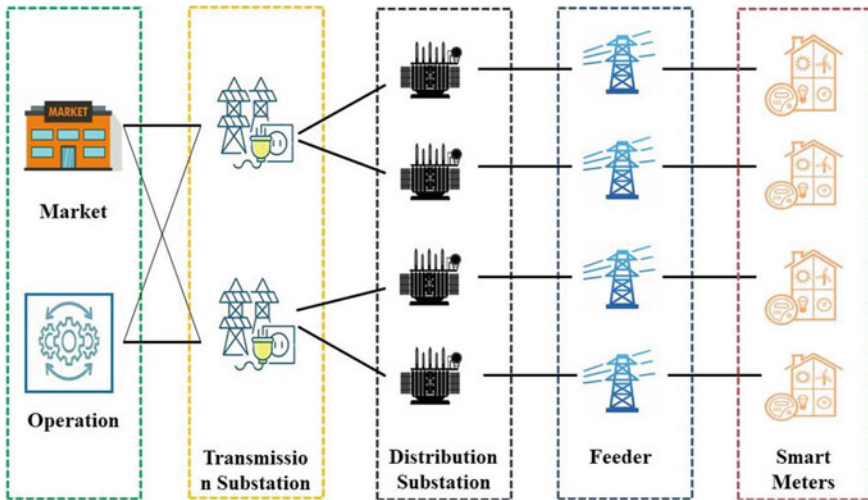 MARKET
Market
Operation
Transmissio
n Substation
Distribution
Substation
Feeder
Smart
Meters